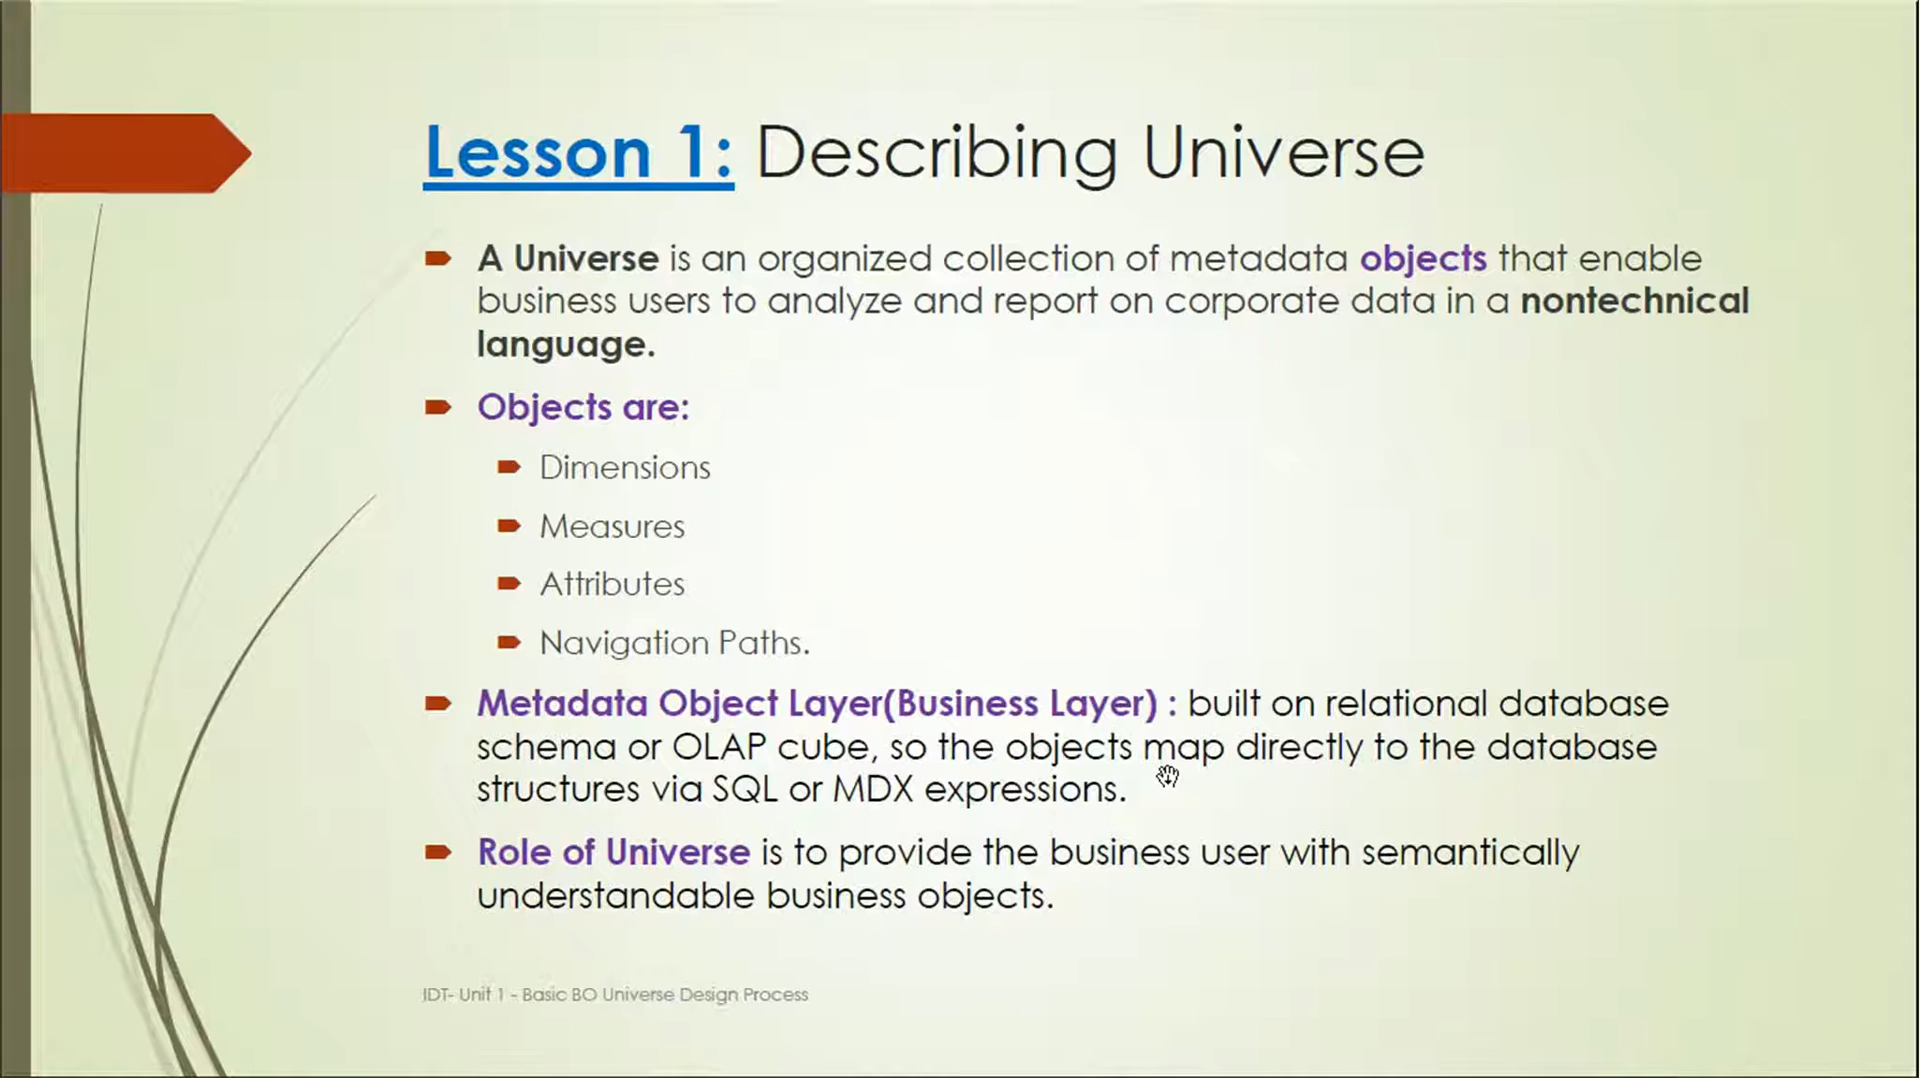 Lesson 1: Describing Universe
A Universe is an organized collection of metadata objects that enable
business users to analyze and report on corporate data in a nontechnical
language.
Objects are:
Dimensions
Measures
Attributes
Navigation Paths.
Metadata Object Layer(Business Layer) : built on relational database
schema or OLAP cube, so the objects map directly to the database
structures via SQL or MDX expressions.
Role of Universe is to provide the business user with semantically
understandable business objects.
IDT- Unit 1 - Basic BO Universe Design Process